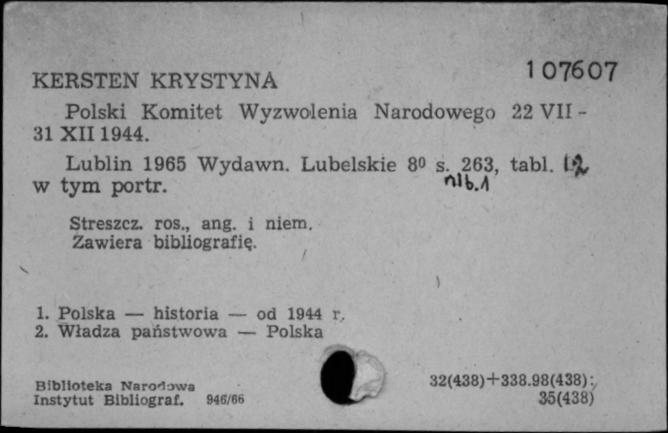 107607
KERSTEN KRYSTYNA
Polski Komitet Wyzwolenia Narodowego 22 VII -
31 XII 1944.
Lublin 1965 Wydawn. Lubelskie 8⁰ s. 263, tabl.
nlb.1
w tym portr.
Streszcz. ros., ang. i niem.
Zawiera bibliografię.
1. Polska — historia — od 1944 r.
2. Władza państwowa — Polska
Biblioteka Narodowa
Instytut Bibliograf. 946/66
32(438)+338.98(438):
35(438)